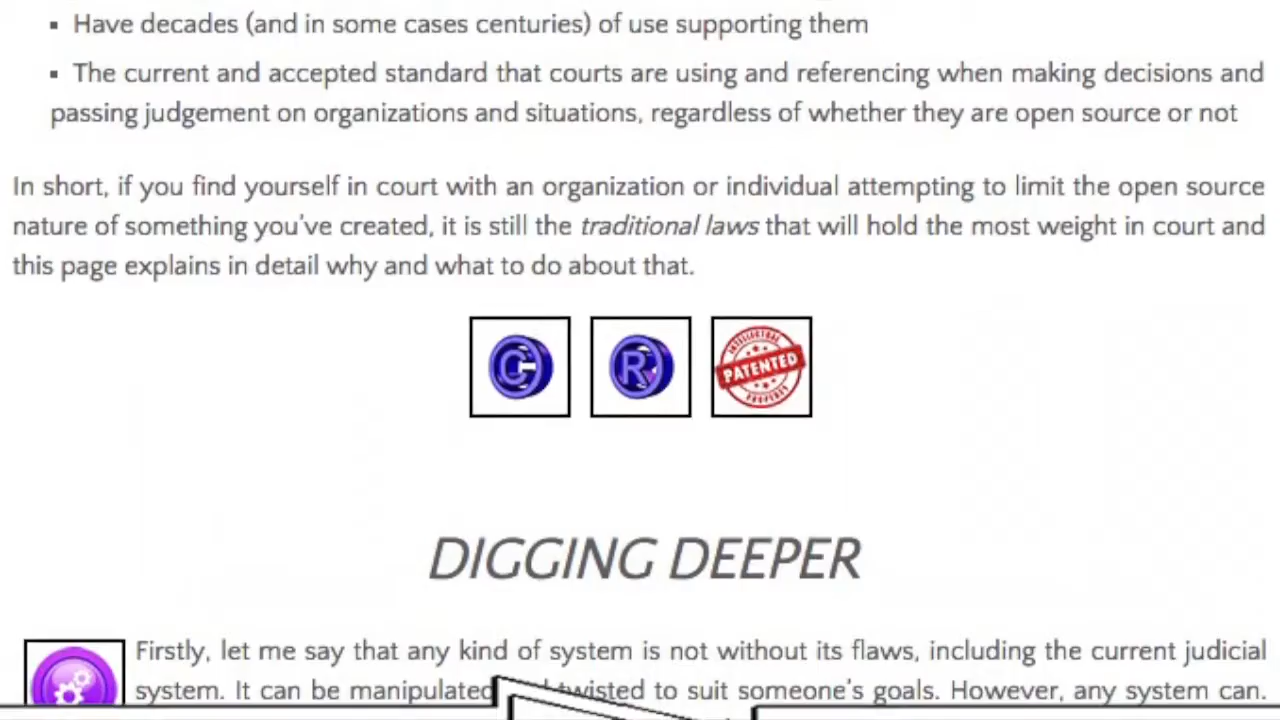 ▪ Have decades (and in some cases centuries) of use supporting them
▪ The current and accepted standard that courts are using and referencing when making decisions and
passing judgement on organizations and situations, regardless of whether they are open source or not
In short, if you find yourself in court with an organization or individual attempting to limit the open source
nature of something you've created, it is still the traditional laws that will hold the most weight in court and
this page explains in detail why and what to do about that.
C R INTELLECTUAL PATENTED PROPERTY
DIGGING DEEPER
Firstly, let me say that any kind of system is not without its flaws, including the current judicial
system. It can be manipulated twisted to suit someone's goals. However, any system can.